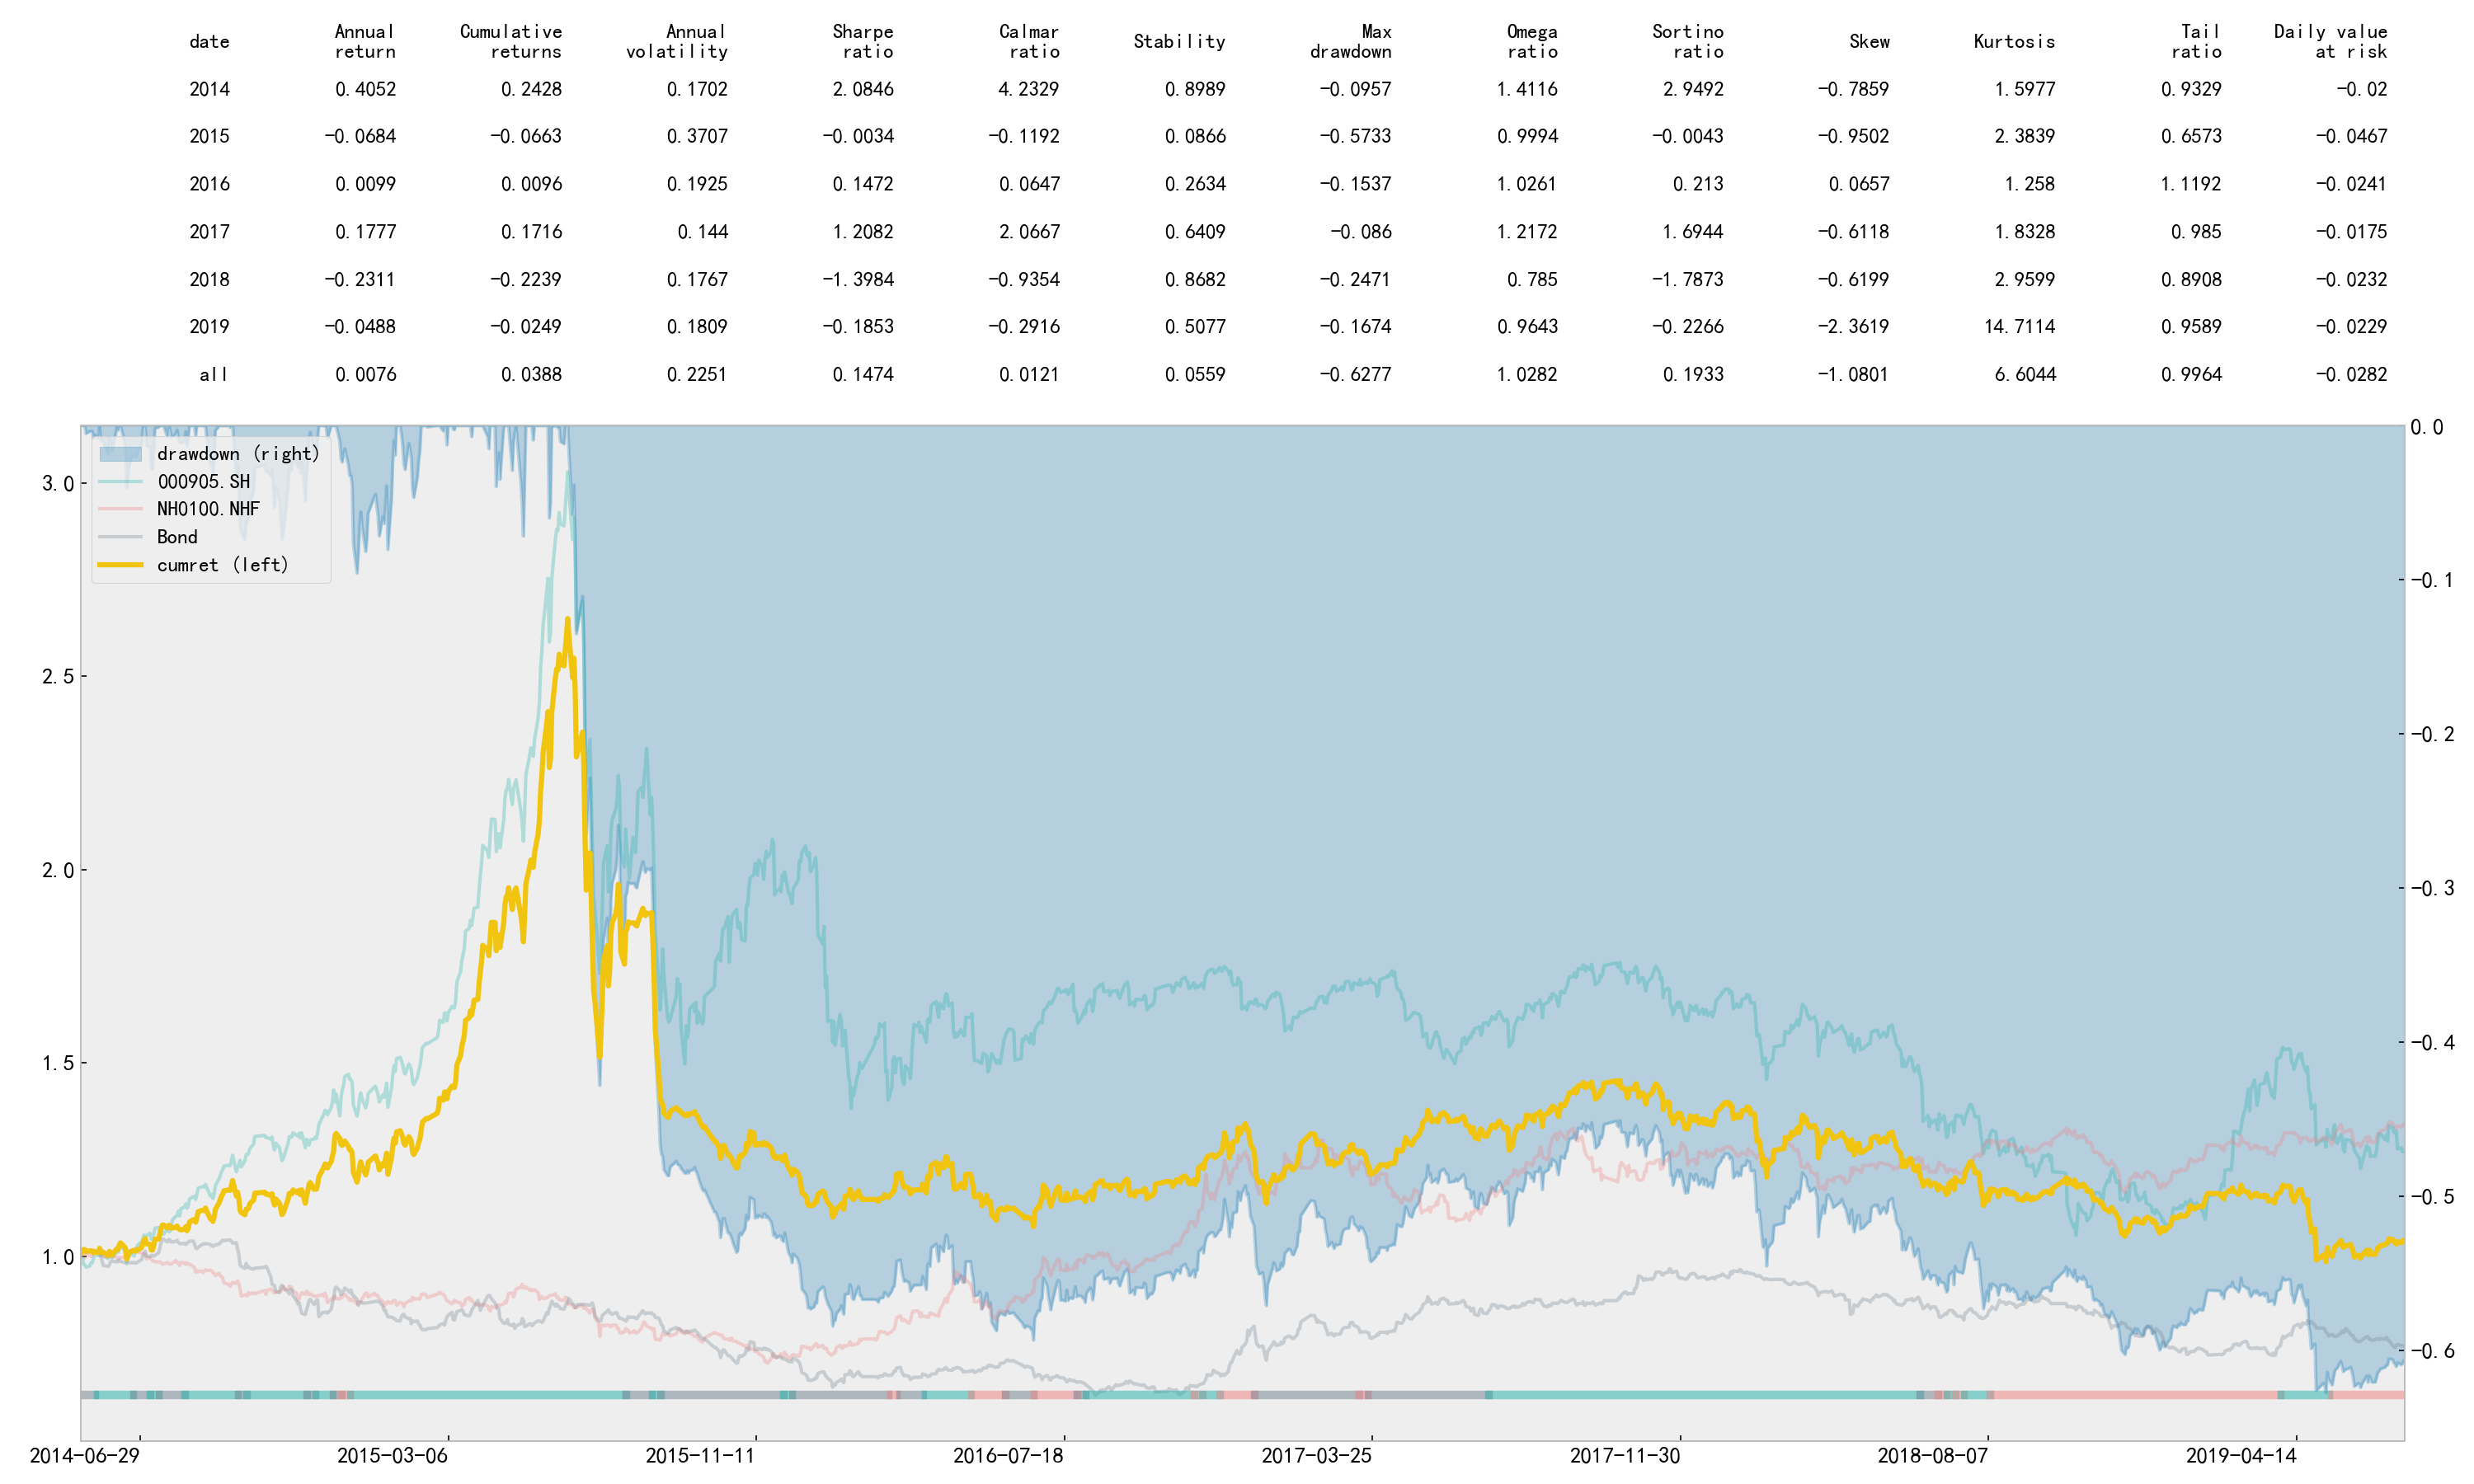 date Annual return Cumulative returns Annual volatility Sharpe ratio Calmar ratio Stability Max drawdown Omega ratio Sortino ratio Skew Kurtosis Tail ratio Daily value at risk
2014 0.4052 0.2428 0.1702 2.0846 4.2329 0.8989 -0.0957 1.4116 2.9492 -0.7859 1.5977 0.9329 -0.02
2015 -0.0684 -0.0663 0.3707 -0.0034 -0.1192 0.0866 -0.5733 0.9994 -0.0043 -0.9502 2.3839 0.6573 -0.0467
2016 0.0099 0.0096 0.1925 0.1472 0.0647 0.2634 -0.1537 1.0261 0.213 0.0657 1.258 1.1192 -0.0241
2017 0.1777 0.1716 0.144 1.2082 2.0667 0.6409 -0.086 1.2172 1.6944 -0.6118 1.8328 0.985 -0.0175
2018 -0.2311 -0.2239 0.1767 -1.3984 -0.9354 0.8682 -0.2471 0.785 -1.7873 -0.6199 2.9599 0.8908 -0.0232
2019 -0.0488 -0.0249 0.1809 -0.1853 -0.2916 0.5077 -0.1674 0.9643 -0.2266 -2.3619 14.7114 0.9589 -0.0229
all 0.0076 0.0388 0.2251 0.1474 0.0121 0.0559 -0.6277 1.0282 0.1933 -1.0801 6.6044 0.9964 -0.0282
drawdown (right)
000905.SH
NH0100.NHF
Bond
cumret (left)
3.0
2.5
2.0
1.5
1.0
0.0
-0.1
-0.2
-0.3
-0.4
-0.5
-0.6
2014-06-29 2015-03-06 2015-11-11 2016-07-18 2017-03-25 2017-11-30 2018-08-07 2019-04-14